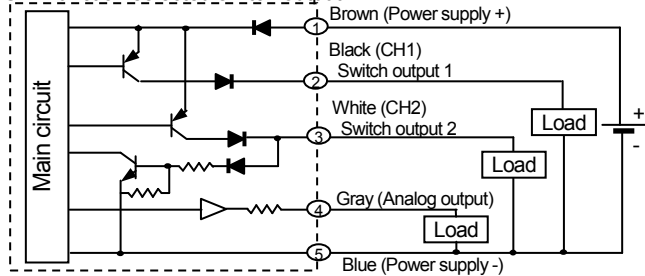 Brown (Power supply +)
1
Black (CH1)
2
Switch output 1
Load
+
-
White (CH2)
3
Switch output 2
Load
Main circuit
Gray (Analog output)
4
Load
5
Blue (Power supply -)